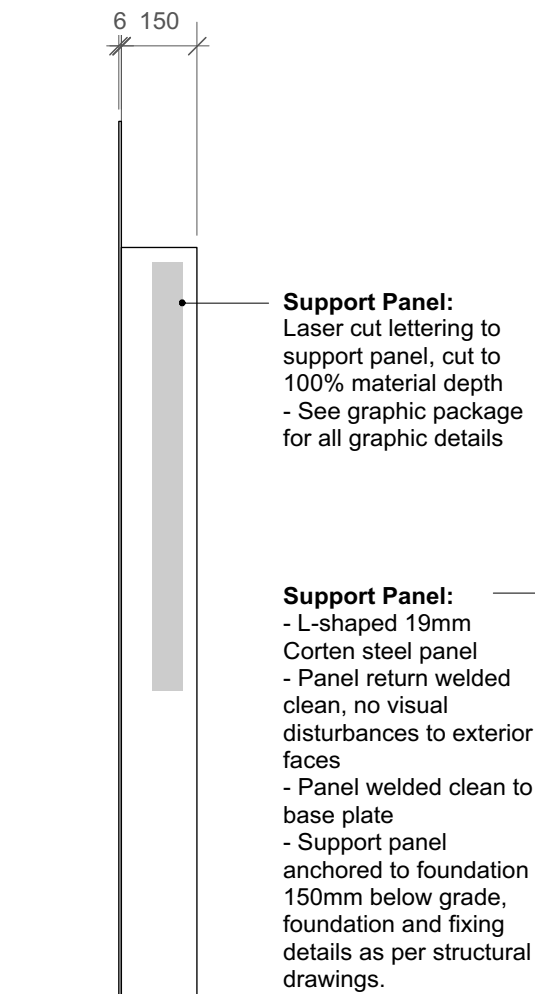 6 150
Support Panel:
Laser cut lettering to
support panel, cut to
100% material depth
- See graphic package
for all graphic details
Support Panel:
- L-shaped 19mm
Corten steel panel
- Panel return welded
clean, no visual
disturbances to exterior
faces
- Panel welded clean to
base plate
- Support panel
anchored to foundation
150mm below grade,
foundation and fixing
details as per structural
drawings.